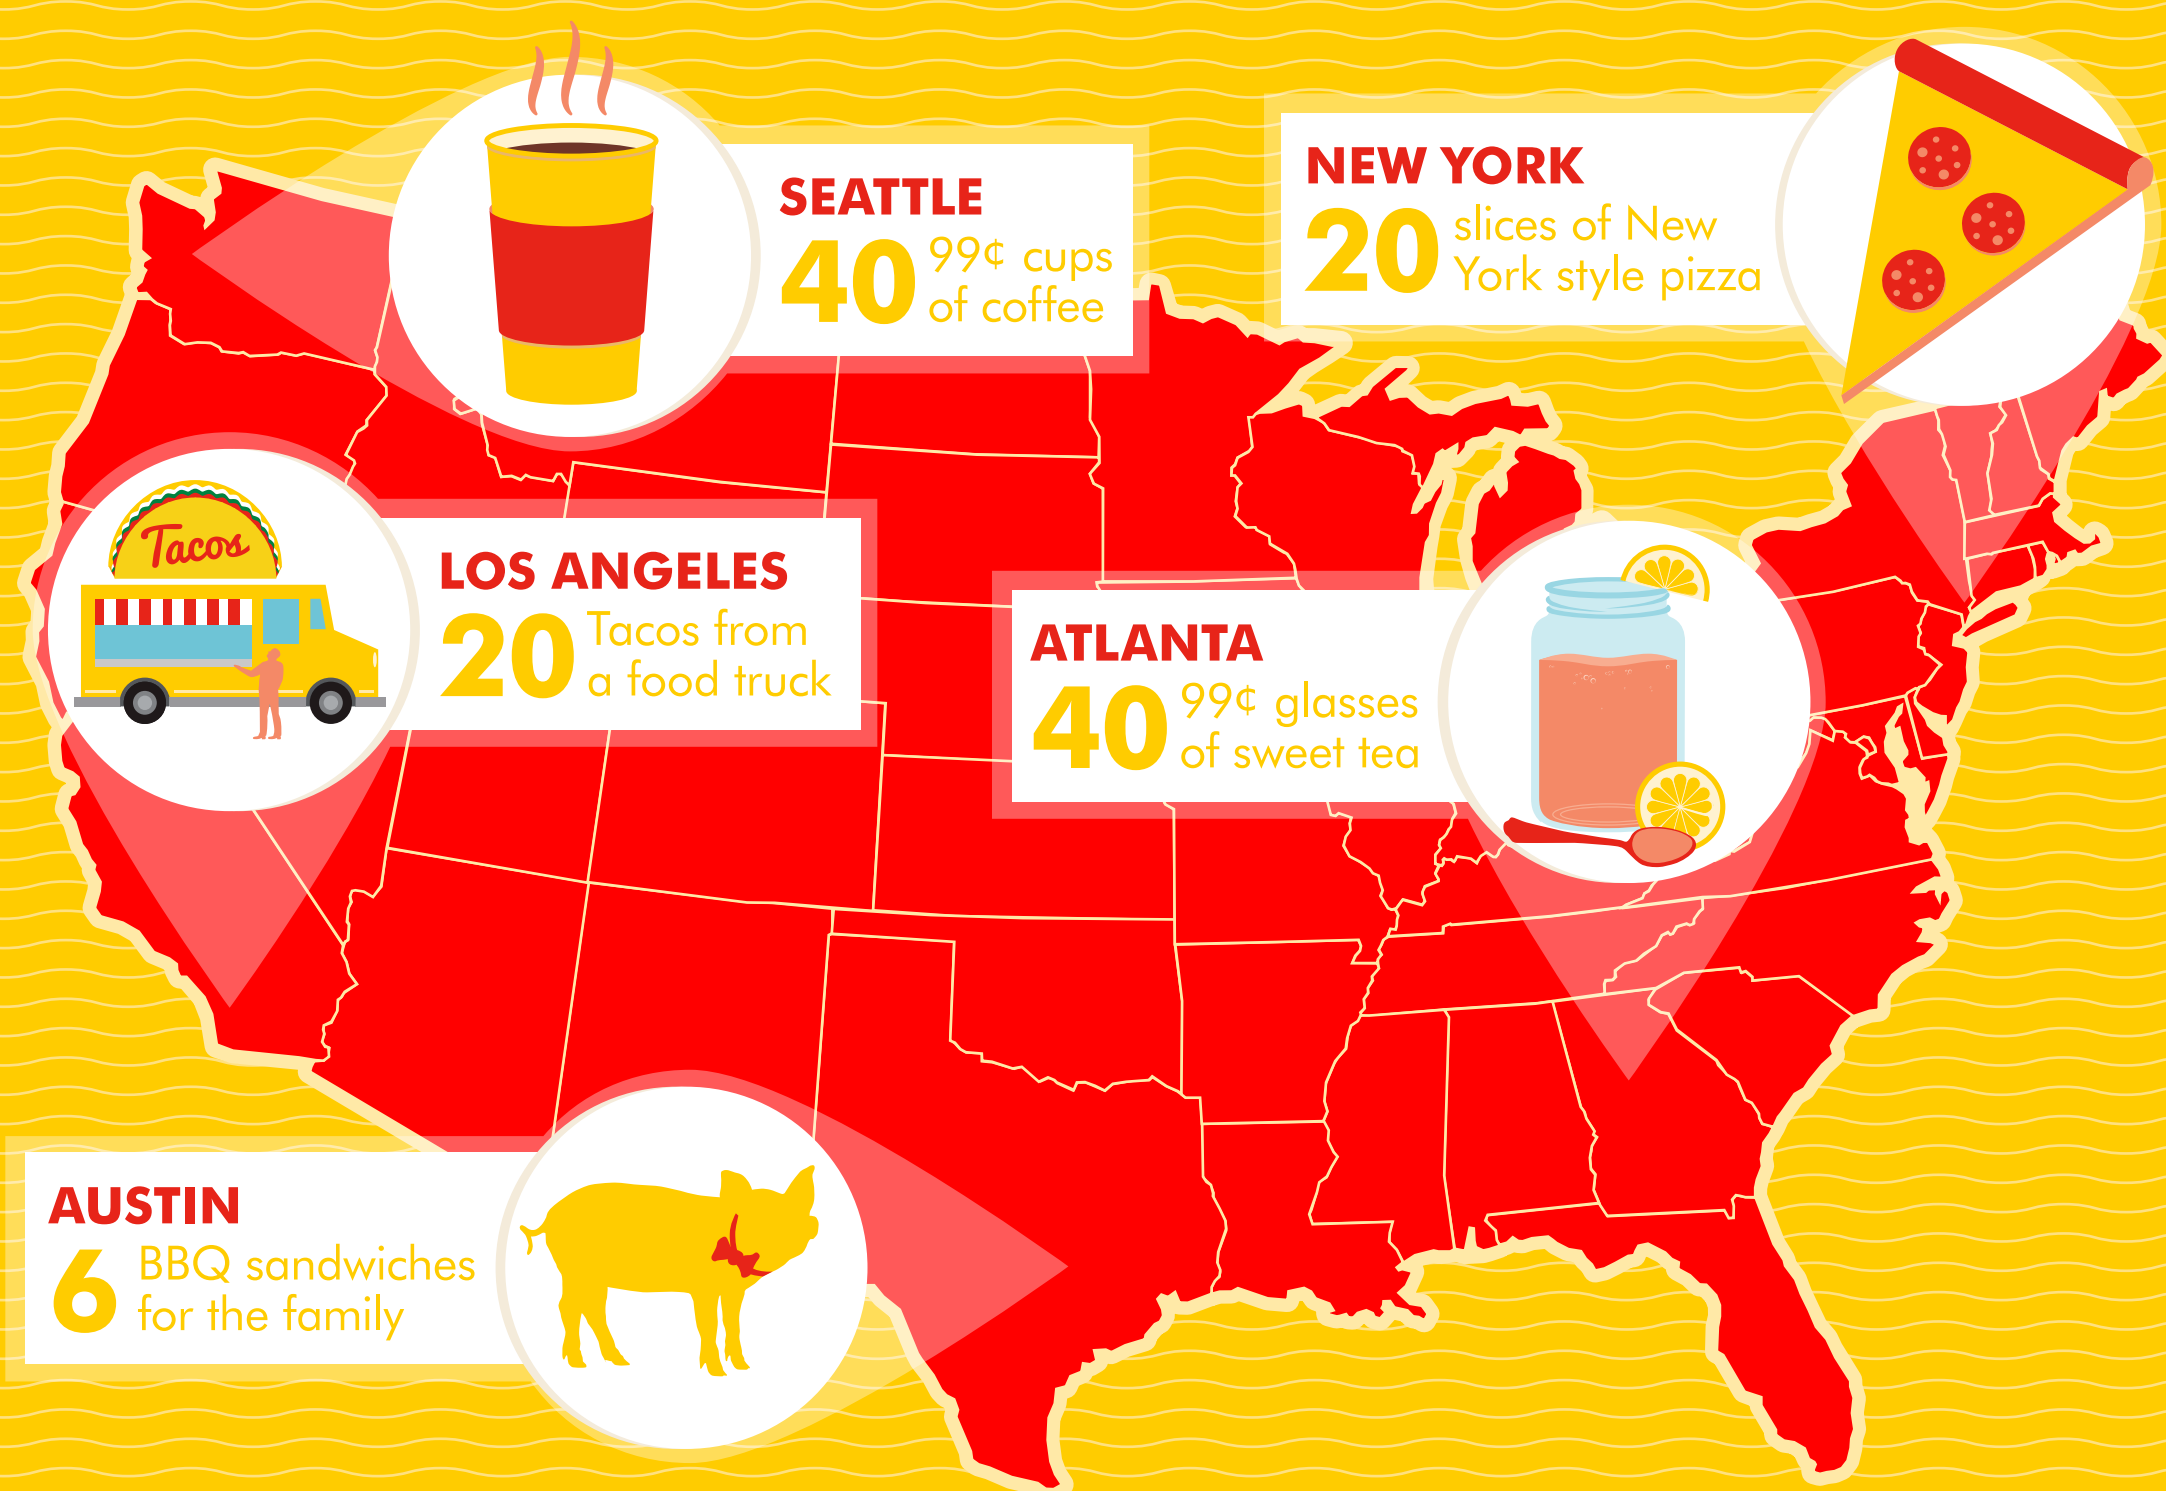 SEATTLE
40 99¢ cups
of coffee
NEW YORK
20 slices of New
York style pizza
Tacos
LOS ANGELES
20 Tacos from
a food truck
ATLANTA
40 99¢ glasses
of sweet tea
AUSTIN
6 BBQ sandwiches
for the family